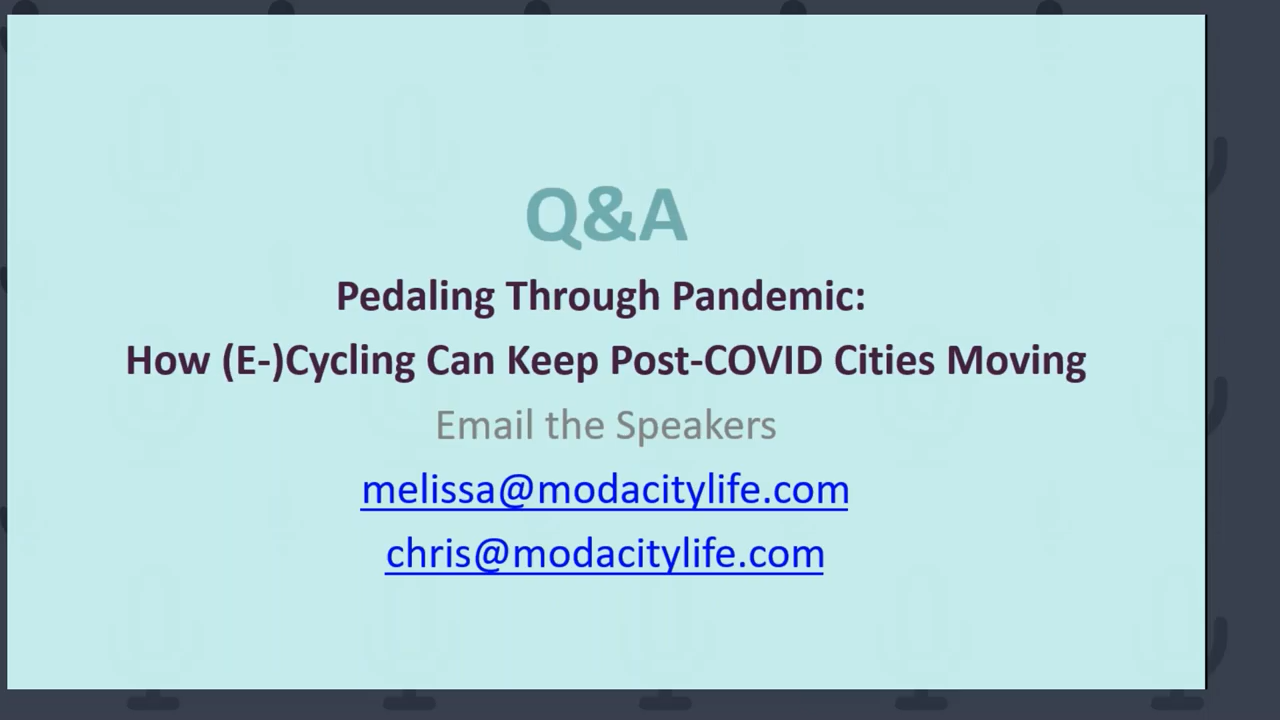 Q&A
Pedaling Through Pandemic:
How (E-)Cycling Can Keep Post-COVID Cities Moving
Email the Speakers
melissa@modacitylife.com
chris@modacitylife.com